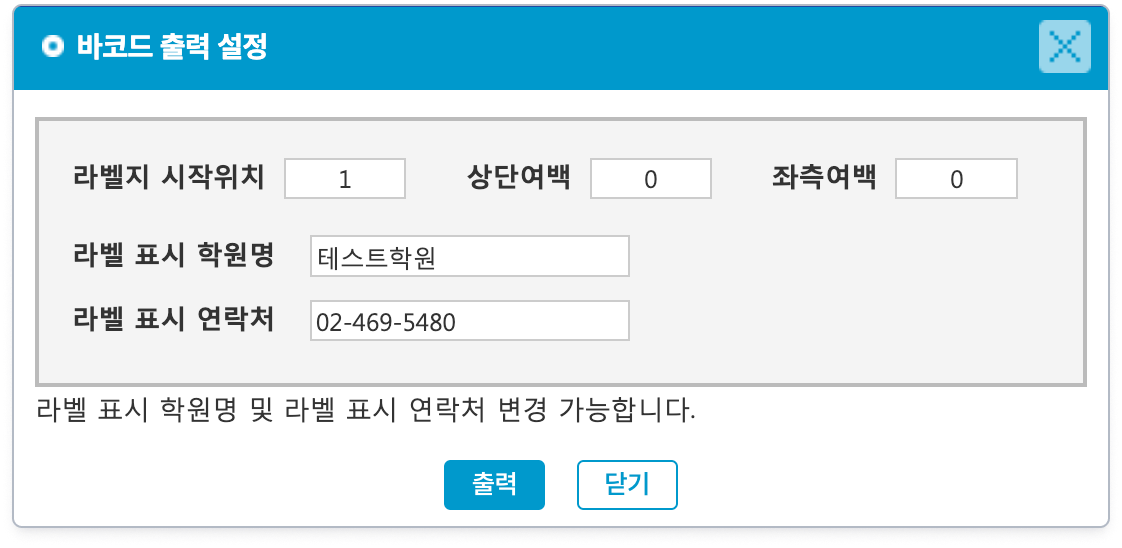 바코드 출력 설정
라벨지 시작위치 1 상단여백 0 좌측여백 0
라벨 표시 학원명 테스트학원
라벨 표시 연락처 02-469-5480
라벨 표시 학원명 및 라벨 표시 연락처 변경 가능합니다.
출력 닫기